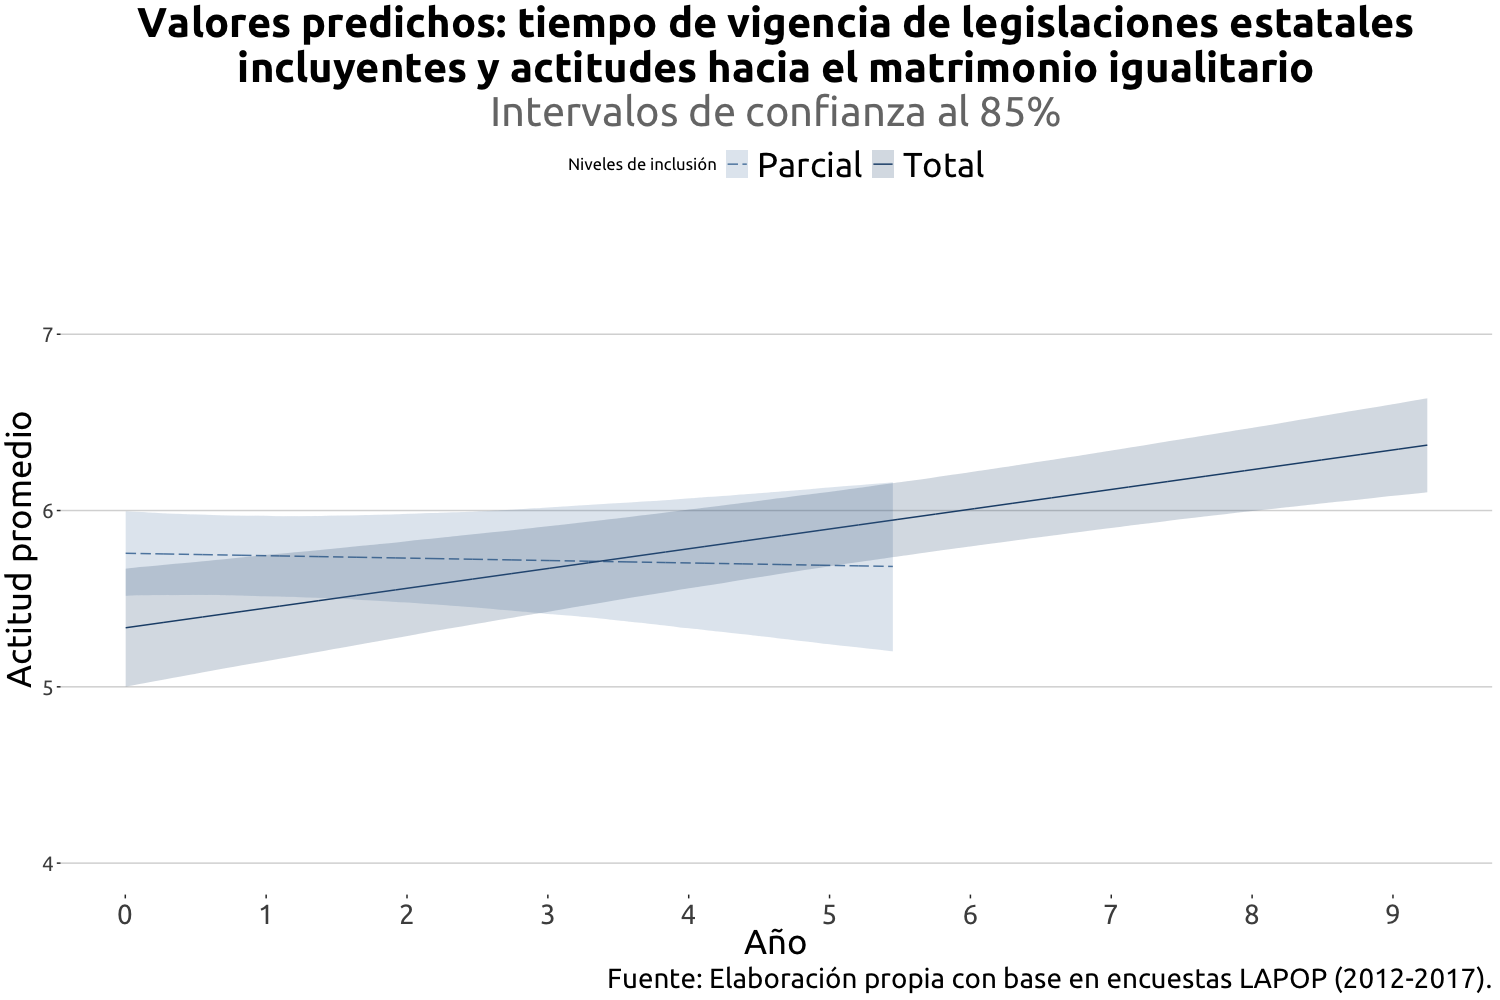 Valores predichos: tiempo de vigencia de legislaciones estatales
incluyentes y actitudes hacia el matrimonio igualitario
Intervalos de confianza al 85%
Niveles de inclusión Parcial Total
Actitud promedio
7
6
5
4
0 1 2 3 4 5 6 7 8 9
Año
Fuente: Elaboración propia con base en encuestas LAPOP (2012-2017).